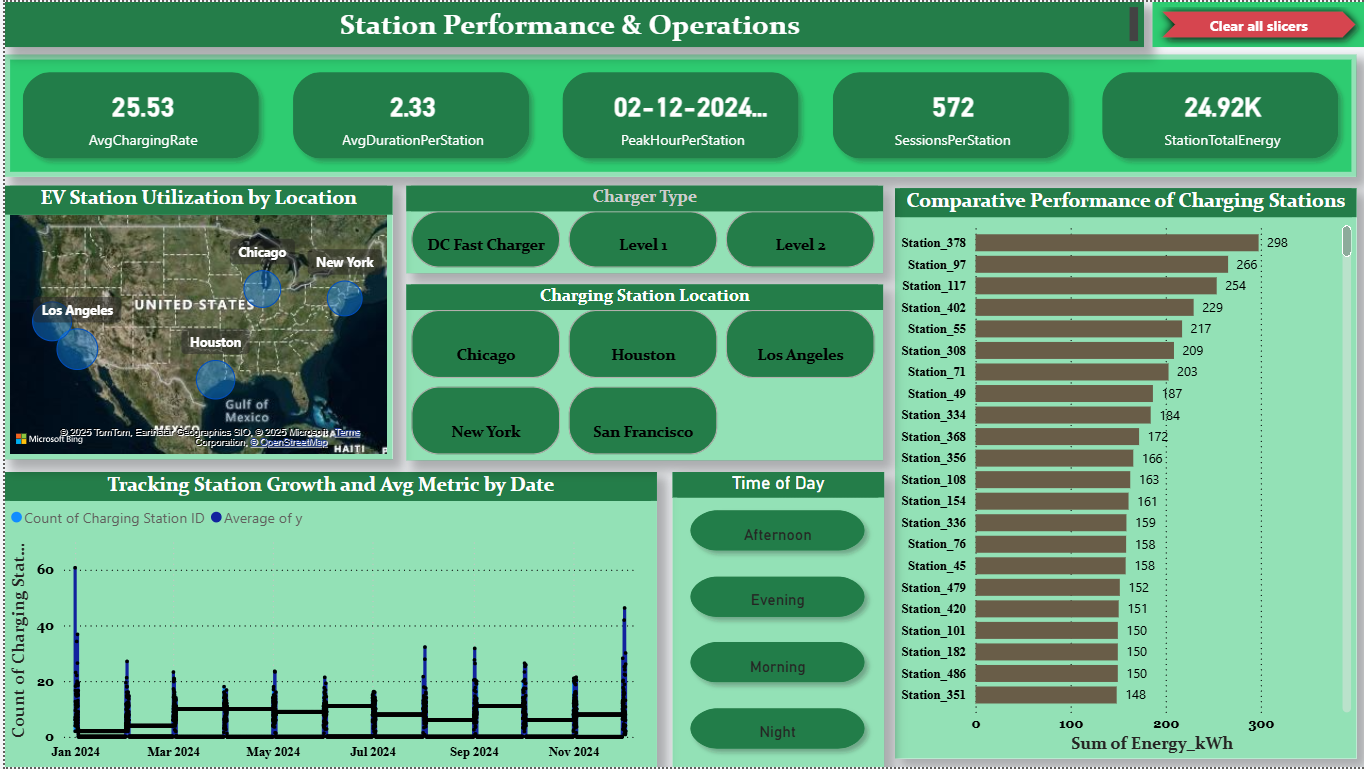 Station Performance & Operations
Clear all slicers
25.53
AvgChargingRate
2.33
AvgDurationPerStation
02-12-2024...
PeakHourPerStation
572
SessionsPerStation
24.92K
StationTotalEnergy
EV Station Utilization by Location
Chicago
New York
UNITED STATES
Los Angeles
Houston
Gulf of
Mexico
MEXICO
HAITI
Microsoft Bing
© 2025 TomTom, Earthstar Geographics SIO, © 2025 Microsoft Terms
Corporation, © OpenStreetMap
Charger Type
DC Fast Charger
Level 1
Level 2
Charging Station Location
Chicago
Houston
Los Angeles
New York
San Francisco
Comparative Performance of Charging Stations
Station_378 298
Station_97 266
Station_117 254
Station_402 229
Station_55 217
Station_308 209
Station_71 203
Station_49 187
Station_334 184
Station_368 172
Station_356 166
Station_108 163
Station_154 161
Station_336 159
Station_76 158
Station_45 158
Station_479 152
Station_420 151
Station_101 150
Station_182 150
Station_486 150
Station_351 148
0 100 200 300
Sum of Energy_kWh
Tracking Station Growth and Avg Metric by Date
Count of Charging Station ID Average of y
Count of Charging Stat...
60
40
20
0
Jan 2024 Mar 2024 May 2024 Jul 2024 Sep 2024 Nov 2024
Time of Day
Afternoon
Evening
Morning
Night